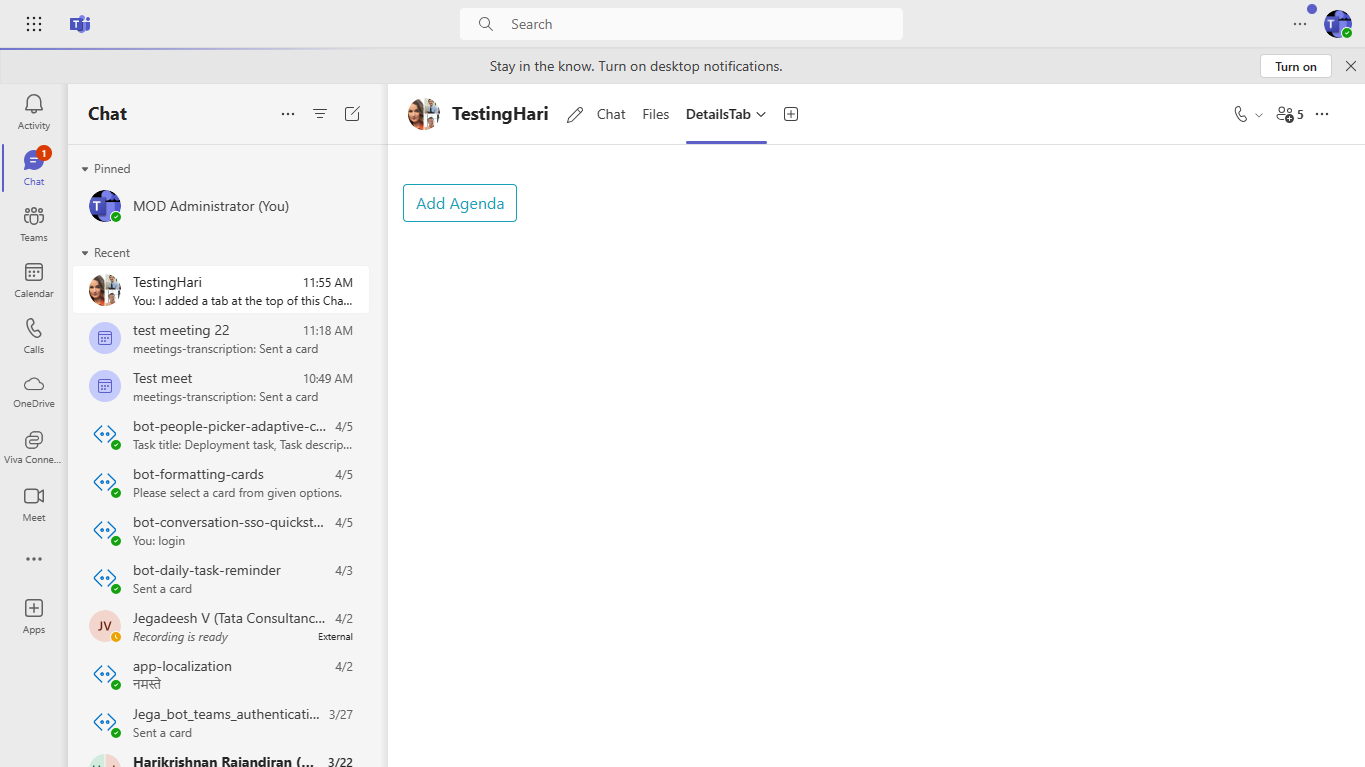 Search
Stay in the know. Turn on desktop notifications.
Turn on
Activity
1
Chat
Teams
Calendar
Calls
OneDrive
Viva Conne...
Meet
Apps
Chat
Pinned
MOD Administrator (You)
Recent
TestingHari 11:55 AM
You: I added a tab at the top of this Cha...
test meeting 22 11:18 AM
meetings-transcription: Sent a card
Test meet 10:49 AM
meetings-transcription: Sent a card
bot-people-picker-adaptive-c... 4/5
Task title: Deployment task, Task descrip...
bot-formatting-cards 4/5
Please select a card from given options.
bot-conversation-sso-quickst... 4/5
You: login
bot-daily-task-reminder 4/3
Sent a card
JV
Jegadeesh V (Tata Consultanc... 4/2
Recording is ready External
app-localization 4/2
नमस्ते
Jega_bot_teams_authenticati... 3/27
Sent a card
Harikrishnan Rajandiran (... 3/22
TestingHari Chat Files DetailsTab 5
Add Agenda